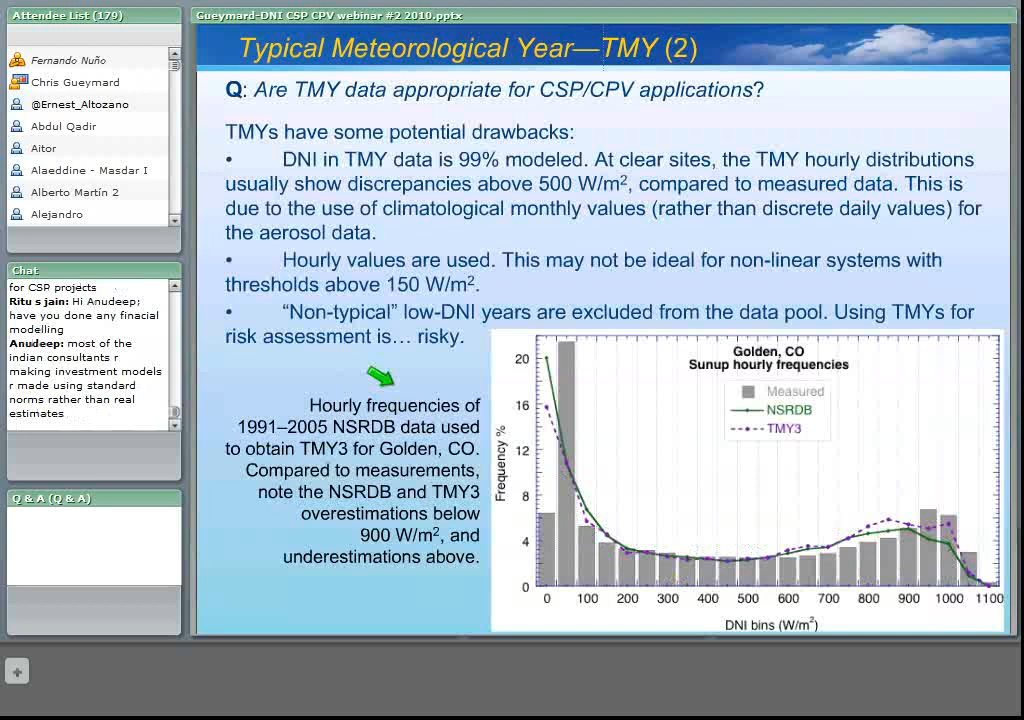 Attendee List (179)
Fernando Nuño
Chris Gueymard
@Ernest_Altozano
Abdul Qadir
Aitor
Alaeddine - Masdar I
Alberto Martín 2
Alejandro
Chat
for CSP projects
Ritu s jain: Hi Anudeep;
have you done any finacial
modelling
Anudeep: most of the
indian consultants r
making investment models
r made using standard
norms rather than real
estimates
Q & A (Q & A)
Gueymard-DNI CSP CPV webinar #2 2010.pptx
Typical Meteorological Year—TMY (2)
Q: Are TMY data appropriate for CSP/CPV applications?
TMYs have some potential drawbacks:
• DNI in TMY data is 99% modeled. At clear sites, the TMY hourly distributions
usually show discrepancies above 500 W/m², compared to measured data. This is
due to the use of climatological monthly values (rather than discrete daily values) for
the aerosol data.
• Hourly values are used. This may not be ideal for non-linear systems with
thresholds above 150 W/m².
• “Non-typical” low-DNI years are excluded from the data pool. Using TMYs for
risk assessment is… risky.
Hourly frequencies of
1991–2005 NSRDB data used
to obtain TMY3 for Golden, CO.
Compared to measurements,
note the NSRDB and TMY3
overestimations below
900 W/m², and
underestimations above.
Golden, CO
Sunup hourly frequencies
Measured
NSRDB
TMY3
Frequency %
20
16
12
8
4
0
0 100 200 300 400 500 600 700 800 900 1000 1100
DNI bins (W/m²)